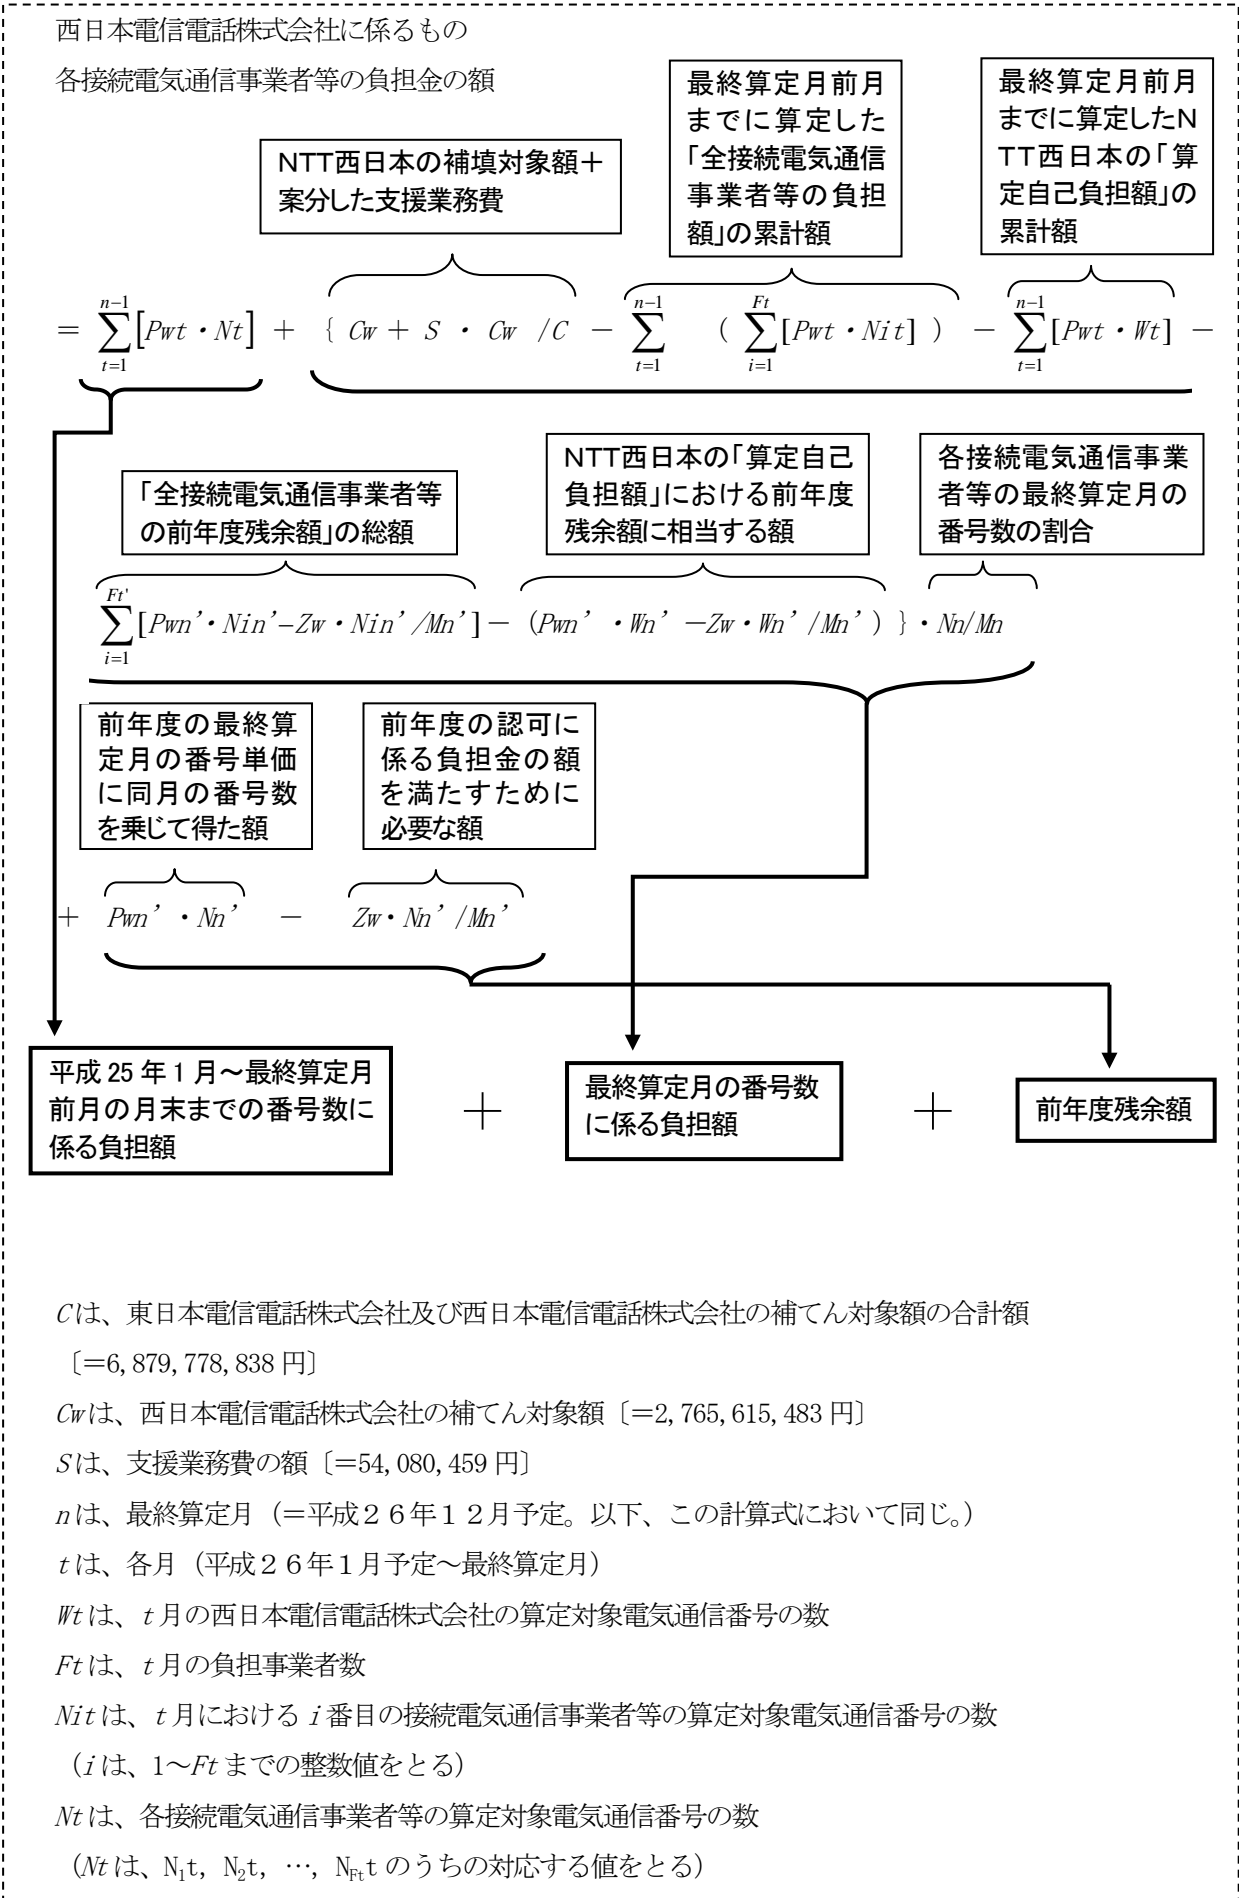 西日本電信電話株式会社に係るもの
各接続電気通信事業者等の負担金の額
NTT西日本の補填対象額＋
案分した支援業務費
最終算定月前月
までに算定した
「全接続電気通信
事業者等の負担
額」の累計額
最終算定月前月
までに算定したN
TT西日本の「算
定自己負担額」の
累計額
= \sum_{t=1}^{n-1}[Pwt・Nt] + { Cw + S ・ Cw /C − \sum_{t=1}^{n-1} ( \sum_{i=1}^{Ft}[Pwt・Nit] ) − \sum_{t=1}^{n-1}[Pwt・Wt] −
「全接続電気通信事業者等
の前年度残余額」の総額
NTT西日本の「算定自己
負担額」における前年度
残余額に相当する額
各接続電気通信事業
者等の最終算定月の
番号数の割合
\sum_{i=1}^{Ft'}[Pwn’・Nin’−Zw・Nin’/Mn’]−（Pwn’・Wn’−Zw・Wn’/Mn’）}・Nn/Mn
前年度の最終算
定月の番号単価
に同月の番号数
を乗じて得た額
前年度の認可に
係る負担金の額
を満たすために
必要な額
＋ Pwn’・Nn’ − Zw・Nn’/Mn’
平成 25 年 1 月～最終算定月
前月の月末までの番号数に
係る負担額
＋
最終算定月の番号数
に係る負担額
＋
前年度残余額
Cは、東日本電信電話株式会社及び西日本電信電話株式会社の補てん対象額の合計額
〔＝6,879,778,838 円〕
Cwは、西日本電信電話株式会社の補てん対象額〔＝2,765,615,483 円〕
Sは、支援業務費の額〔＝54,080,459 円〕
nは、最終算定月（＝平成２６年１２月予定。以下、この計算式において同じ。）
tは、各月（平成２６年１月予定～最終算定月）
Wtは、t月の西日本電信電話株式会社の算定対象電気通信番号の数
Ftは、t月の負担事業者数
Nitは、t月におけるi番目の接続電気通信事業者等の算定対象電気通信番号の数
（iは、1～Ftまでの整数値をとる）
Ntは、各接続電気通信事業者等の算定対象電気通信番号の数
（Ntは、N₁t, N₂t, …, N_{Ft}tのうちの対応する値をとる）